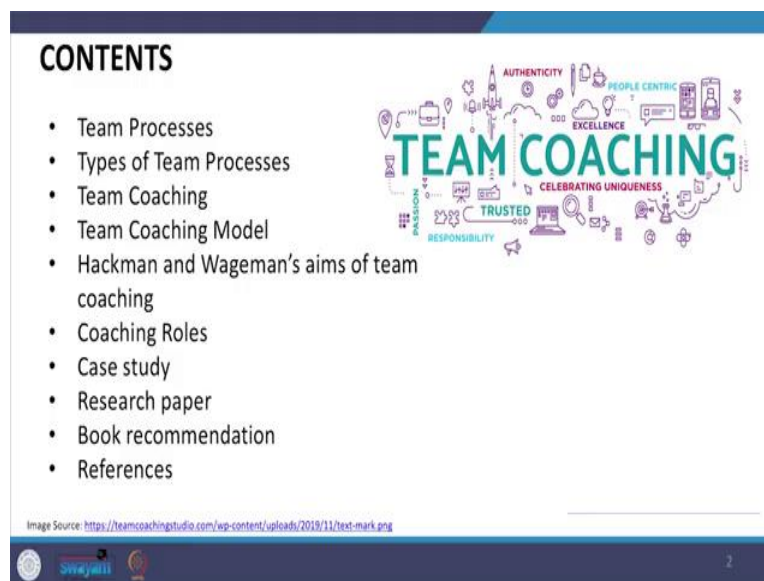 CONTENTS
• Team Processes
• Types of Team Processes
• Team Coaching
• Team Coaching Model
• Hackman and Wageman's aims of team
coaching
• Coaching Roles
• Case study
• Research paper
• Book recommendation
• References
AUTHENTICITY
PEOPLE CENTRIC
EXCELLENCE
TEAM COACHING
CELEBRATING UNIQUENESS
PASSION
TRUSTED
RESPONSIBILITY
Image Source: https://teamcoachingstudio.com/wp-content/uploads/2019/11/text-mark.png
swayam
2